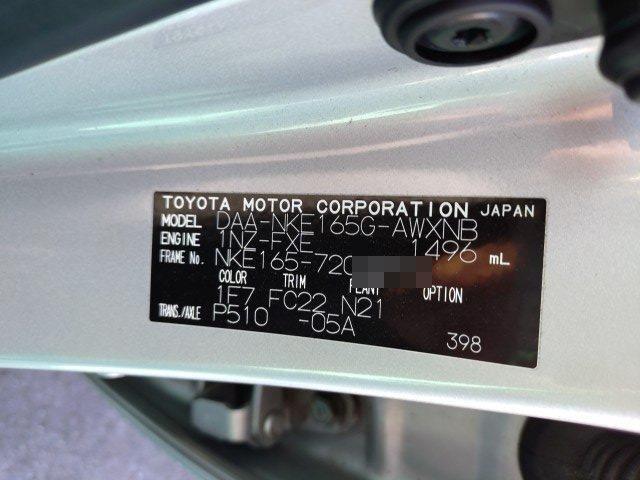 TOYOTA MOTOR CORPORATION JAPAN
MODEL DAA-NKE165G-AWXNB
ENGINE 1NZ-FXE 1496 mL
FRAME No. NKE165-720
COLOR TRIM PLANT OPTION
1F7 FC22 N21
TRANS./AXLE P510 -05A
398